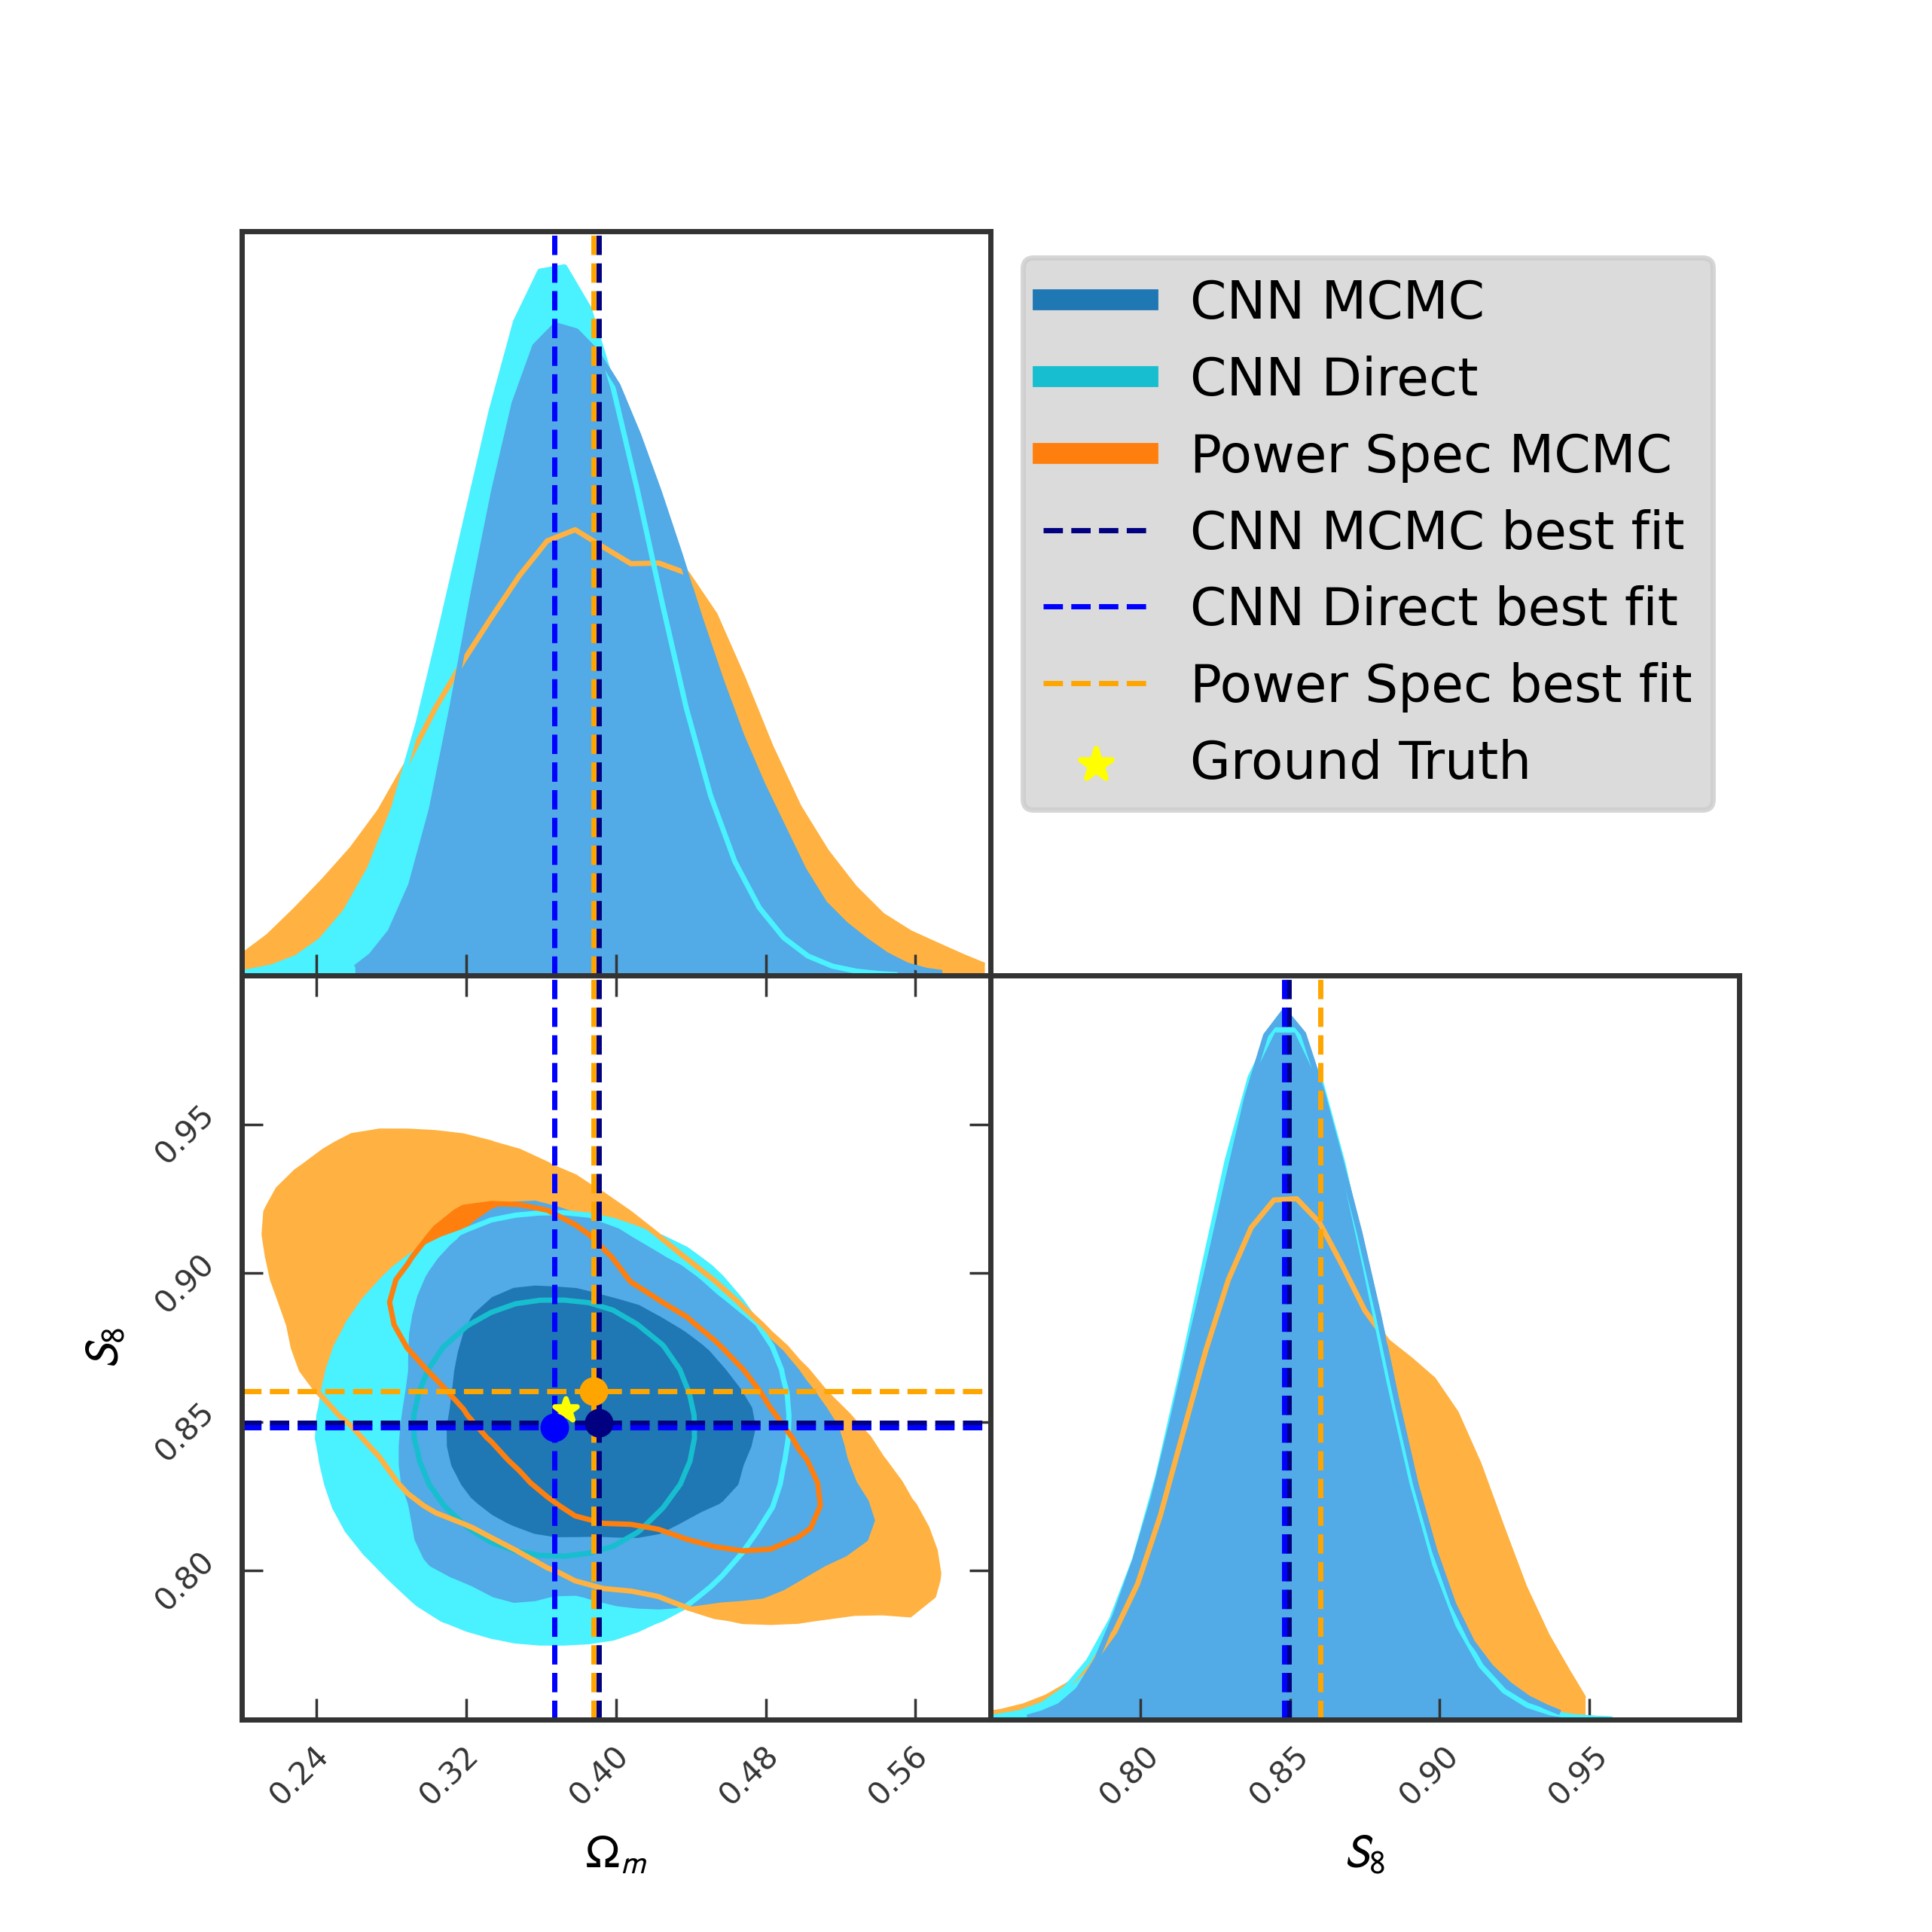 CNN MCMC
CNN Direct
Power Spec MCMC
CNN MCMC best fit
CNN Direct best fit
Power Spec best fit
Ground Truth
0.95
0.90
0.85
0.80
S₈
0.24
0.32
0.40
0.48
0.56
0.80
0.85
0.90
0.95
Ωₘ
S₈